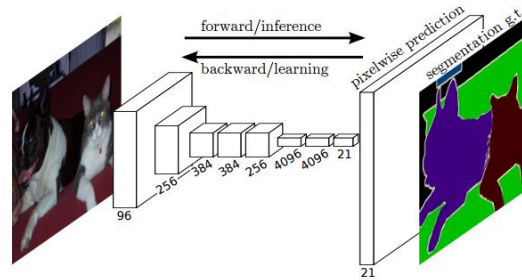 forward/inference
backward/learning
pixelwise prediction
segmentation g.t.
96
256
384
384
256
4096
4096
21
21